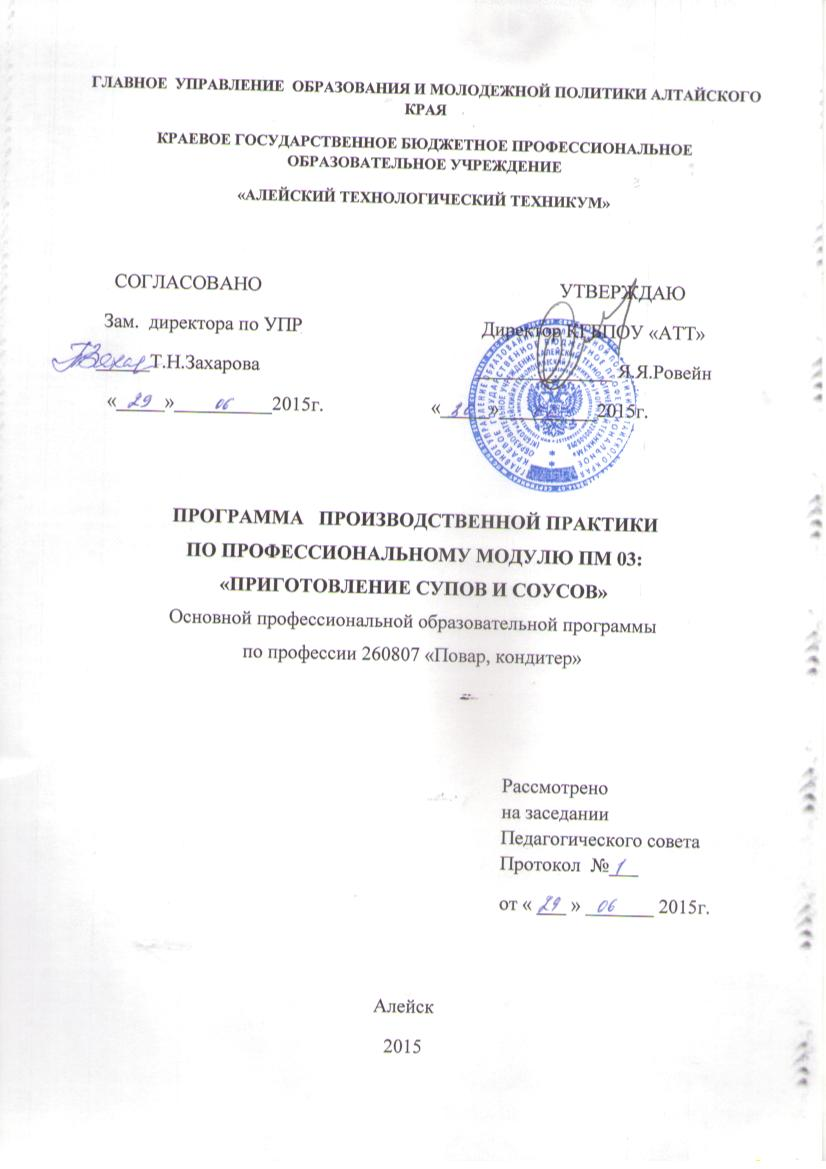 ГЛАВНОЕ УПРАВЛЕНИЕ ОБРАЗОВАНИЯ И МОЛОДЕЖНОЙ ПОЛИТИКИ АЛТАЙСКОГО
КРАЯ
КРАЕВОЕ ГОСУДАРСТВЕННОЕ БЮДЖЕТНОЕ ПРОФЕССИОНАЛЬНОЕ
ОБРАЗОВАТЕЛЬНОЕ УЧРЕЖДЕНИЕ
«АЛЕЙСКИЙ ТЕХНОЛОГИЧЕСКИЙ ТЕХНИКУМ»
СОГЛАСОВАНО
Зам. директора по УПР
Т.Н.Захарова
«29» 06 2015г.
УТВЕРЖДАЮ
Директор КГБПОУ «АТТ»
Я.Я.Ровейн
« » 2015г.
ПРОГРАММА ПРОИЗВОДСТВЕННОЙ ПРАКТИКИ
ПО ПРОФЕССИОНАЛЬНОМУ МОДУЛЮ ПМ 03:
«ПРИГОТОВЛЕНИЕ СУПОВ И СОУСОВ»
Основной профессиональной образовательной программы
по профессии 260807 «Повар, кондитер»
Рассмотрено
на заседании
Педагогического совета
Протокол № 1
от « 29 » 06 2015г.
Алейск
2015